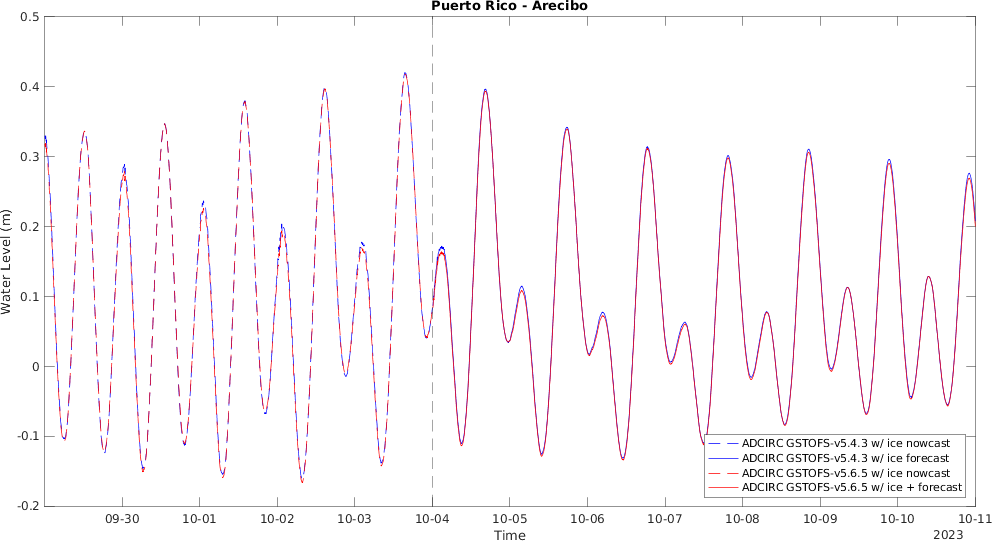 Puerto Rico - Arecibo
0.5
0.4
0.3
0.2
0.1
0
-0.1
-0.2
Water Level (m)
ADCIRC GSTOFS-v5.4.3 w/ ice nowcast
ADCIRC GSTOFS-v5.4.3 w/ ice forecast
ADCIRC GSTOFS-v5.6.5 w/ ice nowcast
ADCIRC GSTOFS-v5.6.5 w/ ice + forecast
09-30 10-01 10-02 10-03 10-04 10-05 10-06 10-07 10-08 10-09 10-10 10-11
Time
2023